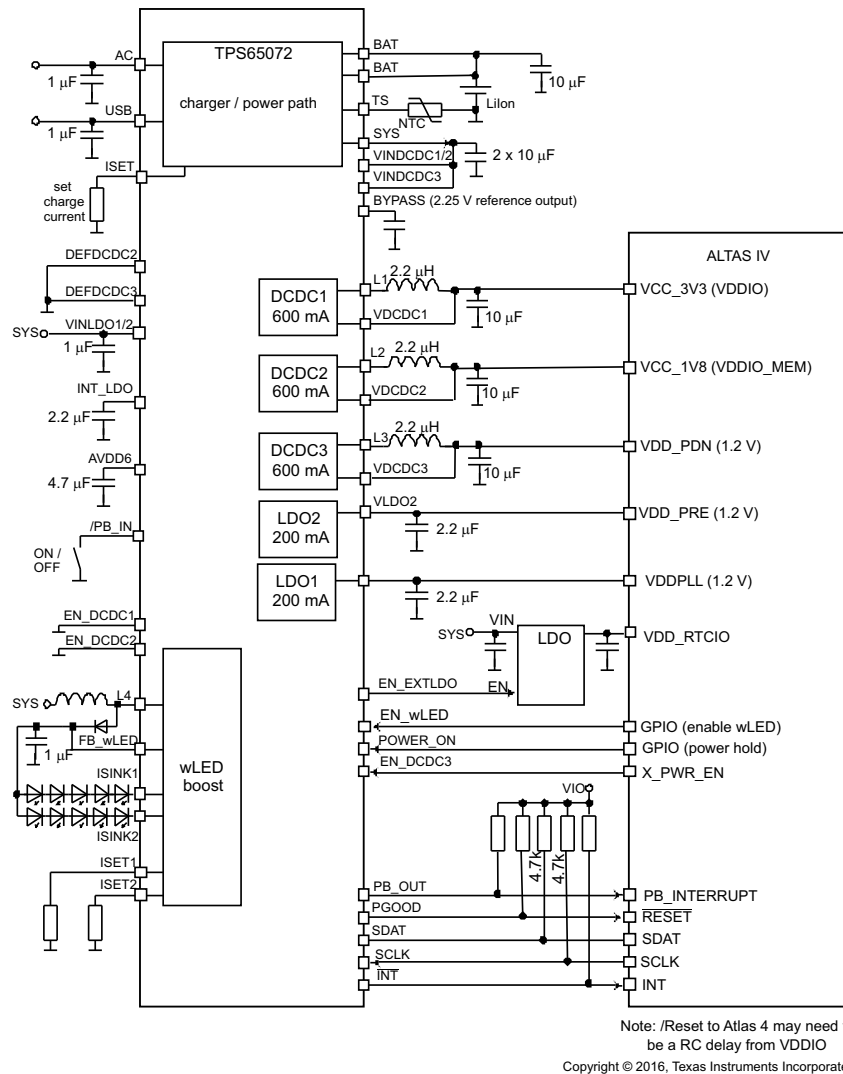 TPS65072
charger / power path
AC
1 μF
USB
1 μF
ISET
set
charge
current
BAT
BAT
10 μF
LiIon
TS
NTC
SYS
2 x 10 μF
VINDCDC1/2
VINDCDC3
BYPASS (2.25 V reference output)
DEFDCDC2
DEFDCDC3
SYS
VINLDO1/2
1 μF
INT_LDO
2.2 μF
AVDD6
4.7 μF
/PB_IN
ON /
OFF
EN_DCDC1
EN_DCDC2
SYS
L4
FB_wLED
1 μF
ISINK1
ISINK2
ISET1
ISET2
wLED
boost
DCDC1
600 mA
L1
2.2 μH
VDCDC1
10 μF
DCDC2
600 mA
L2
2.2 μH
VDCDC2
10 μF
DCDC3
600 mA
L3
2.2 μH
VDCDC3
10 μF
LDO2
200 mA
VLDO2
2.2 μF
LDO1
200 mA
2.2 μF
SYS
VIN
LDO
EN_EXTLDO
EN
EN_wLED
POWER_ON
EN_DCDC3
VIO
4.7k
4.7k
PB_OUT
PGOOD
SDAT
SCLK
INT
ALTAS IV
VCC_3V3 (VDDIO)
VCC_1V8 (VDDIO_MEM)
VDD_PDN (1.2 V)
VDD_PRE (1.2 V)
VDDPLL (1.2 V)
VDD_RTCIO
GPIO (enable wLED)
GPIO (power hold)
X_PWR_EN
PB_INTERRUPT
RESET
SDAT
SCLK
INT
Note: /Reset to Atlas 4 may need
be a RC delay from VDDIO
Copyright © 2016, Texas Instruments Incorporate